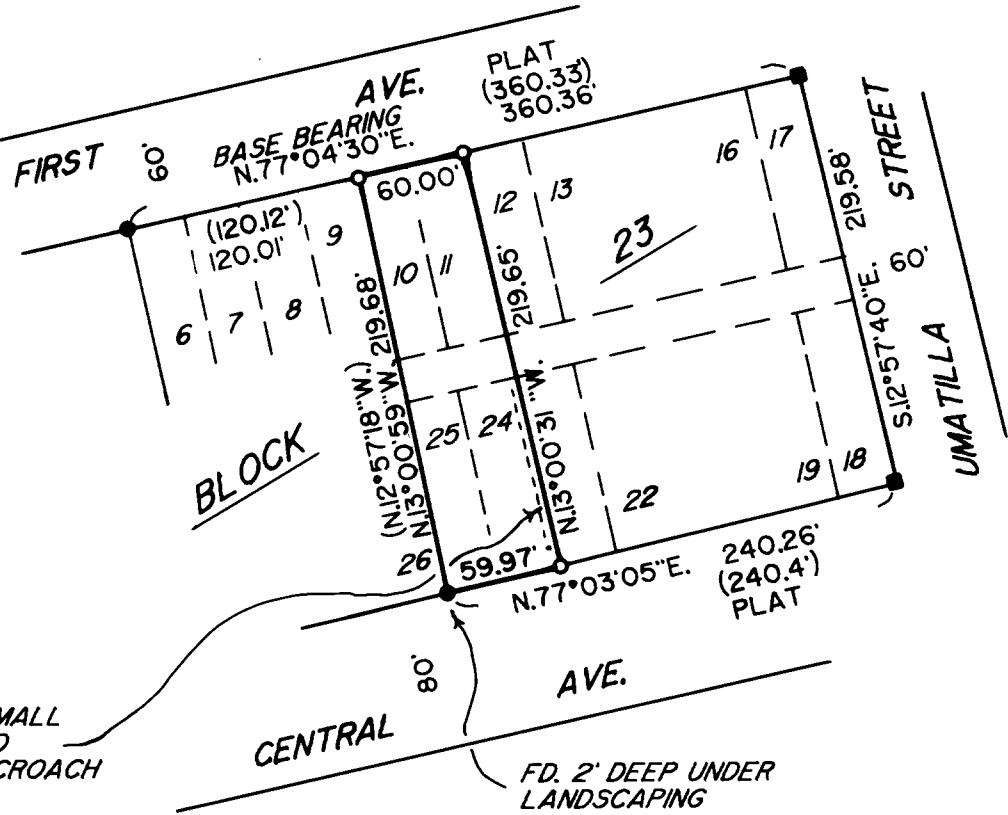 PLAT
(360.33)
360.36'
AVE.
BASE BEARING
N.77°04'30"E.
FIRST
60'
60.00'
(120.12')
120.01'
6
7
8
9
10
11
12
13
16
17
23
219.58'
STREET
60'
S.12°57'40"E.
UMATILLA
219.68'
219.65'
(N.12°57'18"W.)
N.13°00'59"W.
N.13°00'31"W.
BLOCK
25
24
26
22
19
18
59.97'
N.77°03'05"E.
240.26'
(240.4')
PLAT
80'
CENTRAL
AVE.
FD. 2' DEEP UNDER
LANDSCAPING